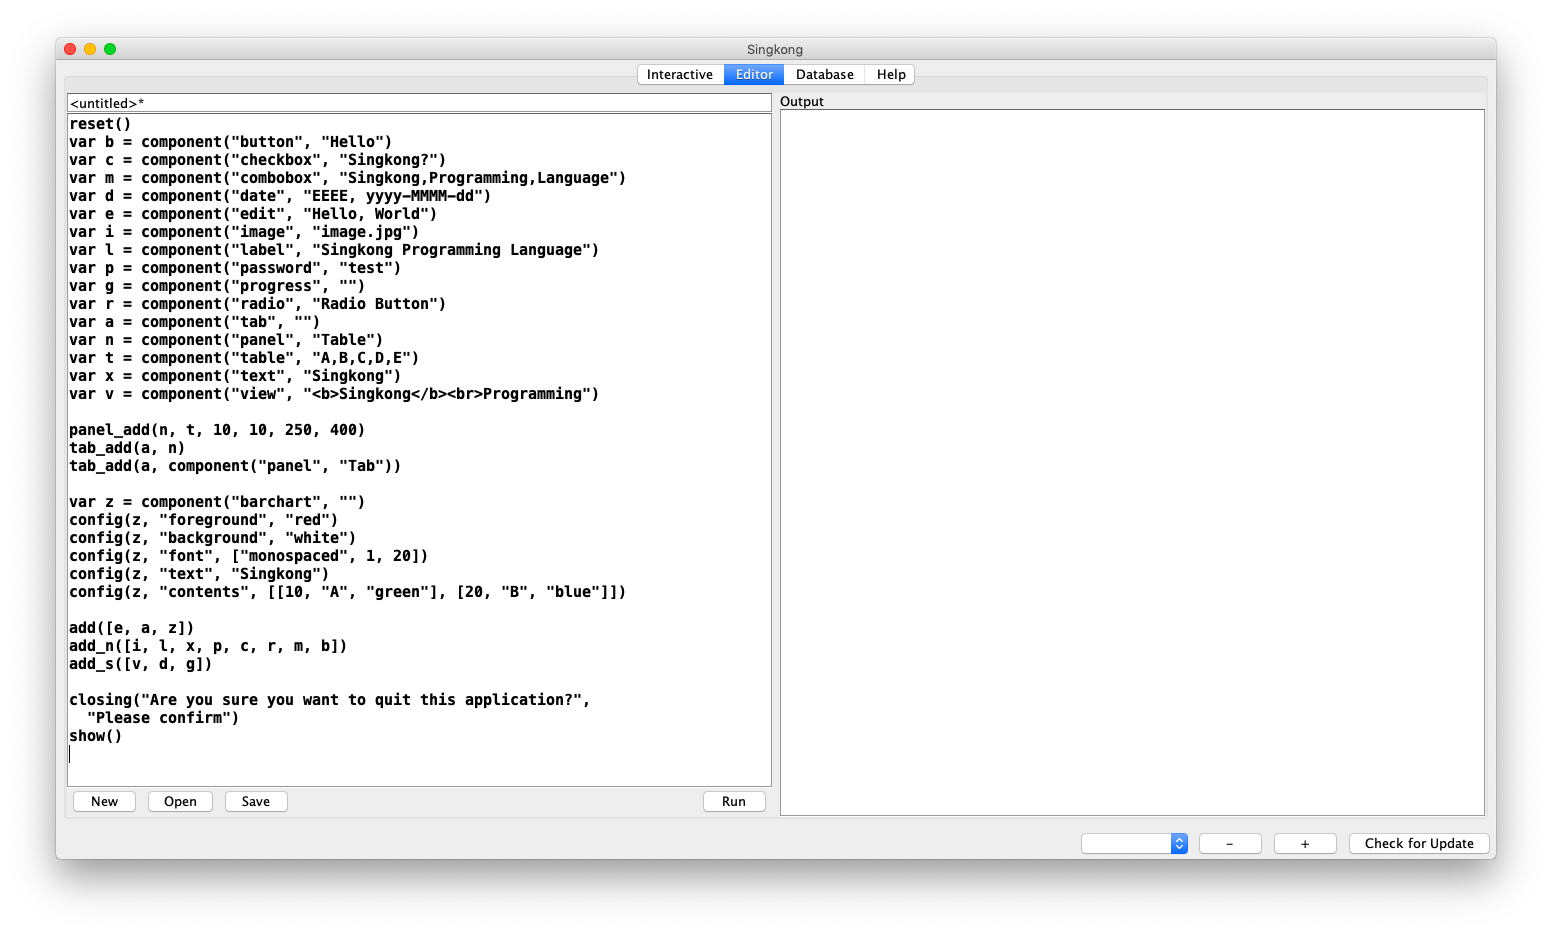 Singkong
Interactive Editor Database Help
<untitled>*
Output
reset()
var b = component("button", "Hello")
var c = component("checkbox", "Singkong?")
var m = component("combobox", "Singkong,Programming,Language")
var d = component("date", "EEEE, yyyy-MMMM-dd")
var e = component("edit", "Hello, World")
var i = component("image", "image.jpg")
var l = component("label", "Singkong Programming Language")
var p = component("password", "test")
var g = component("progress", "")
var r = component("radio", "Radio Button")
var a = component("tab", "")
var n = component("panel", "Table")
var t = component("table", "A,B,C,D,E")
var x = component("text", "Singkong")
var v = component("view", "<b>Singkong</b><br>Programming")
panel_add(n, t, 10, 10, 250, 400)
tab_add(a, n)
tab_add(a, component("panel", "Tab"))
var z = component("barchart", "")
config(z, "foreground", "red")
config(z, "background", "white")
config(z, "font", ["monospaced", 1, 20])
config(z, "text", "Singkong")
config(z, "contents", [[10, "A", "green"], [20, "B", "blue"]])
add([e, a, z])
add_n([i, l, x, p, c, r, m, b])
add_s([v, d, g])
closing("Are you sure you want to quit this application?",
  "Please confirm")
show()
New Open Save Run
- + Check for Update